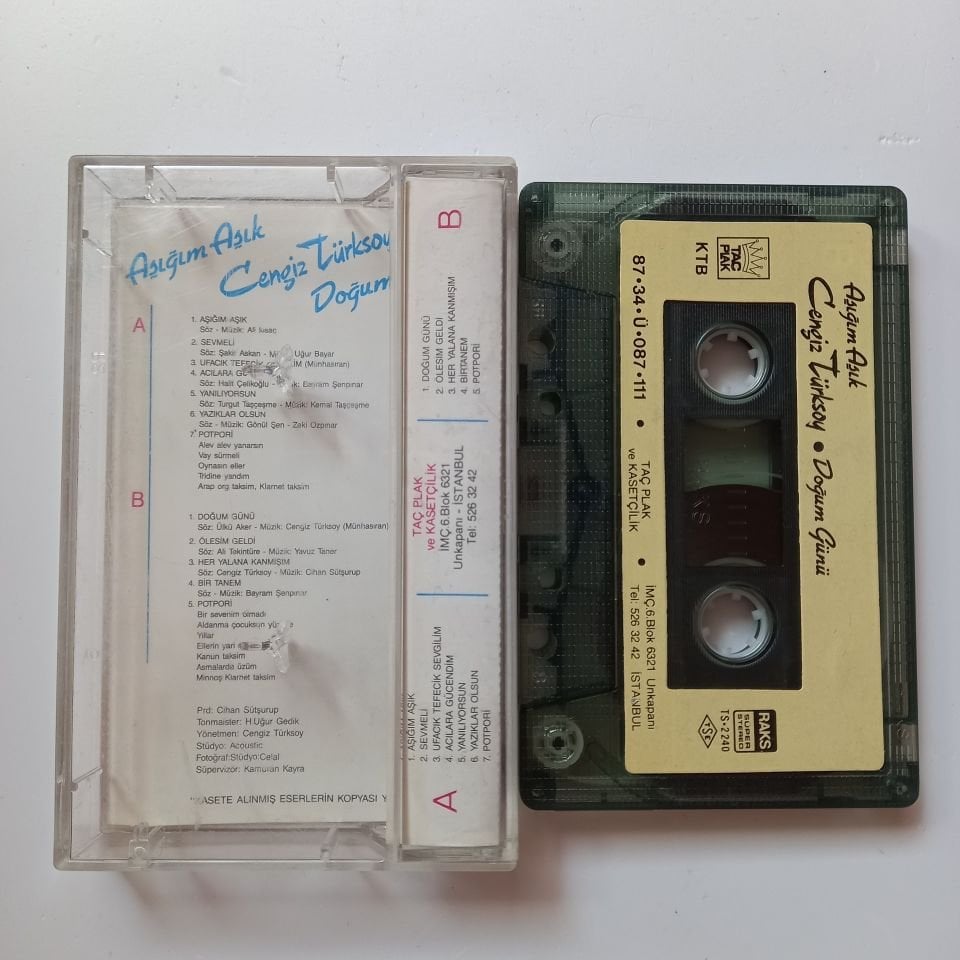 Aşığım Aşık
Cengiz Türksoy
Doğum
A
1. AŞIĞIM AŞIK
Söz - Müzik: Ali
2. SEVMELİ
Söz: Şakir Askan - Uğur Bayar
3. UFACIK TEFECİK (Münhasıran)
4. ACILARA
Söz: Halit Çelikoğlu - Bayram Şenpınar
5. YANILIYORSUN
Söz: Turgut Taşçeşme - Müzik: Kemal Taşçeşme
6. YAZIKLAR OLSUN
Söz: Gönül Şen - Zeki Özpınar
7. POTPORİ
Alev alev yanarsın
Vay sürmeli
Oynasın eller
Tridine yandım
Arap org taksim, Klarnet taksim
B
1. DOĞUM GÜNÜ
Söz: Ülkü Aker - Müzik: Cengiz Türksoy (Münhasıran)
2. ÖLESİM GELDİ
Söz: Ali Tekintüre - Müzik: Yavuz Taner
3. HER YALANA KANMIŞIM
Söz: Cengiz Türksoy - Müzik: Cihan Sütşurup
4. BİR TANEM
Söz - Müzik: Bayram Şenpınar
5. POTPORİ
Bir sevenim olmadı
Aldanma çocuksun
Yıllar
Ellerin yari
Kanun taksim
Asmalarda üzüm
Minnoş Klarnet taksim
Prd: Cihan Sütşurup
Tonmaister: H.Uğur Gedik
Yönetmen: Cengiz Türksoy
Stüdyo: Acoustic
Fotoğraf:Stüdyo:Celal
Süpervizör: Kamuran Kayra
KASETE ALINMIŞ ESERLERİN KOPYASI Y
A
1. AŞIĞIM AŞIK
2. SEVMELİ
3. UFACIK TEFECİK SEVGİLİM
4. ACILARA GÜCENDİM
5. YANILIYORSUN
6. YAZIKLAR OLSUN
7. POTPORİ
TAÇ PLAK
ve KASETÇİLİK
İMÇ.6.Blok 6321
Unkapanı - İSTANBUL
Tel: 526 32 42
B
1. DOĞUM GÜNÜ
2. ÖLESİM GELDİ
3. HER YALANA KANMIŞIM
4. BİRTANEM
5. POTPORİ
Aşığım Aşık
Cengiz Türksoy • Doğum Günü
TAÇ
PLAK
KTB
RAKS
SUPER
STEREO
TS-2240
TSE
87•34•Ü•087•111 • TAÇ PLAK
ve KASETÇİLİK • İMÇ.6.Blok 6321 Unkapanı
Tel: 526 32 42 İSTANBUL